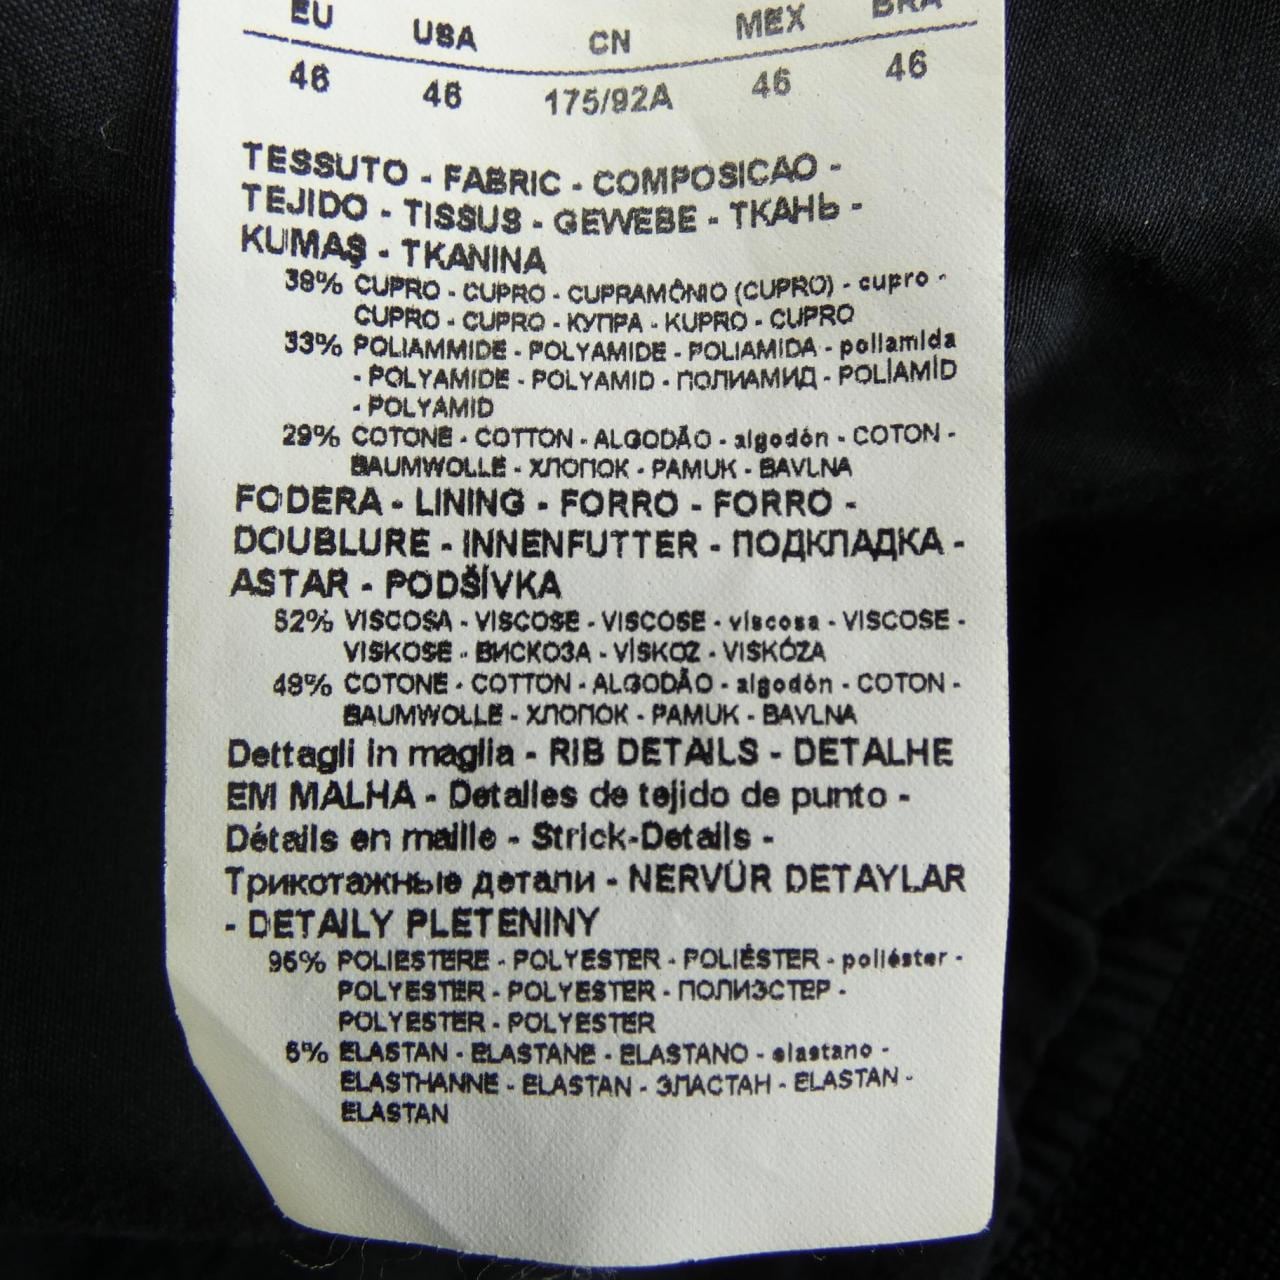 EU USA CN MEX BRA
46 46 175/92A 46 46
TESSUTO - FABRIC - COMPOSICAO -
TEJIDO - TISSUS - GEWEBE - ТКАНЬ -
KUMAŞ - TKANINA
38% CUPRO - CUPRO - CUPRAMÔNIO (CUPRO) - cupro -
CUPRO - CUPRO - КУПРА - KUPRO - CUPRO
33% POLIAMMIDE - POLYAMIDE - POLIAMIDA - poliamida
- POLYAMIDE - POLYAMID - ПОЛИАМИД - POLİAMİD
- POLYAMID
29% COTONE - COTTON - ALGODÃO - algodón - COTON -
BAUMWOLLE - ХЛОПОК - PAMUK - BAVLNA
FODERA - LINING - FORRO - FORRO -
DOUBLURE - INNENFUTTER - ПОДКЛАДКА -
ASTAR - PODŠÍVKA
52% VISCOSA - VISCOSE - VISCOSE - viscosa - VISCOSE -
VISKOSE - ВИСКОЗА - VİSKOZ - VISKÓZA
48% COTONE - COTTON - ALGODÃO - algodón - COTON -
BAUMWOLLE - ХЛОПОК - PAMUK - BAVLNA
Dettagli in maglia - RIB DETAILS - DETALHE
EM MALHA - Detalles de tejido de punto -
Détails en maille - Strick-Details -
Трикотажные детали - NERVÜR DETAYLAR
- DETAILY PLETENINY
95% POLIESTERE - POLYESTER - POLIÉSTER - poliéster -
POLYESTER - POLYESTER - ПОЛИЭСТЕР -
POLYESTER - POLYESTER
5% ELASTAN - ELASTANE - ELASTANO - elastano -
ELASTHANNE - ELASTAN - ЭЛАСТАН - ELASTAN -
ELASTAN